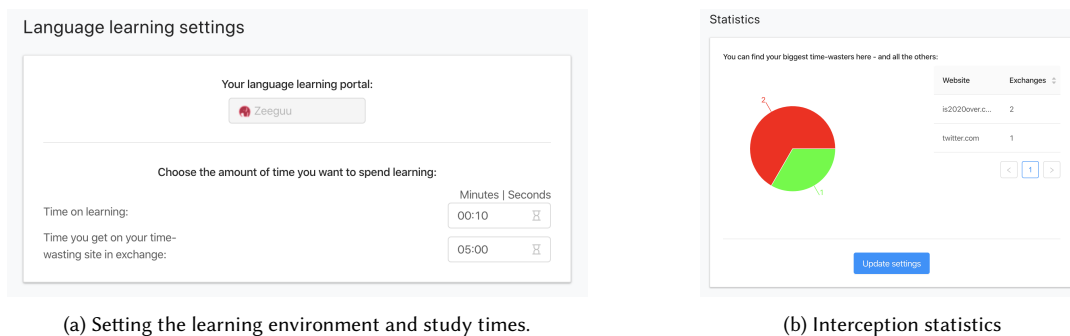 Language learning settings
Your language learning portal:
Zeeguu
Choose the amount of time you want to spend learning:
Minutes | Seconds
Time on learning:
00:10
Time you get on your time-
wasting site in exchange:
05:00
(a) Setting the learning environment and study times.
Statistics
You can find your biggest time-wasters here - and all the others:
Website Exchanges
is2020over.c... 2
twitter.com 1
2
1
< 1 >
Update settings
(b) Interception statistics